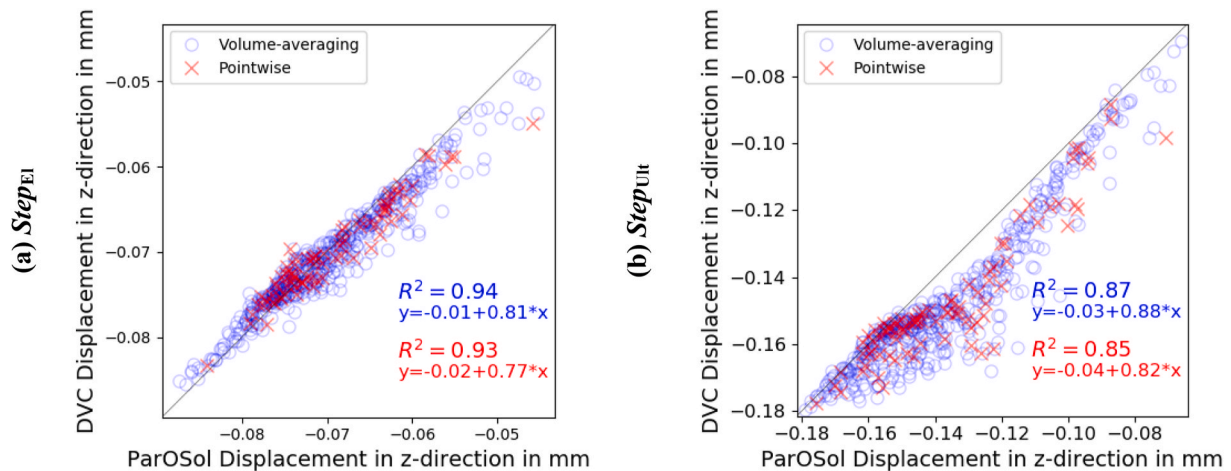 (a) StepEl
DVC Displacement in z-direction in mm
Volume-averaging
Pointwise
−0.05
−0.06
−0.07
−0.08
R² = 0.94
y=-0.01+0.81*x
R² = 0.93
y=-0.02+0.77*x
−0.08 −0.07 −0.06 −0.05
ParOSol Displacement in z-direction in mm
(b) StepUlt
DVC Displacement in z-direction in mm
Volume-averaging
Pointwise
−0.08
−0.10
−0.12
−0.14
−0.16
−0.18
R² = 0.87
y=-0.03+0.88*x
R² = 0.85
y=-0.04+0.82*x
−0.18 −0.16 −0.14 −0.12 −0.10 −0.08
ParOSol Displacement in z-direction in mm